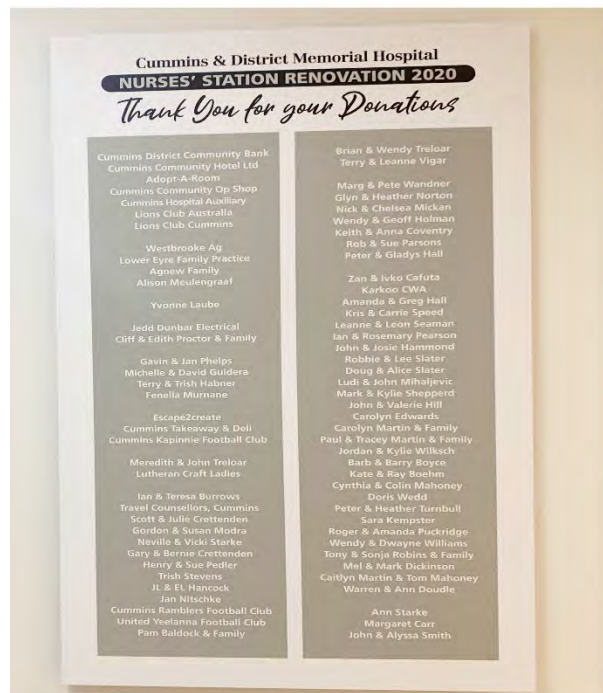 Cummins & District Memorial Hospital
NURSES' STATION RENOVATION 2020
Thank You for your Donations
Cummins District Community Bank
Cummins Community Hotel Ltd
Adopt-A-Room
Cummins Community Op Shop
Cummins Hospital Auxiliary
Lions Club Australia
Lions Club Cummins
Westbrooke Ag
Lower Eyre Family Practice
Agnew Family
Alison Meulengraaf
Yvonne Laube
Jedd Dunbar Electrical
Cliff & Edith Proctor & Family
Gavin & Jan Phelps
Michelle & David Guidera
Terry & Trish Habner
Fenella Murnane
Escape2create
Cummins Takeaway & Deli
Cummins Kapinnie Football Club
Meredith & John Treloar
Lutheran Craft Ladies
Ian & Teresa Burrows
Travel Counsellors, Cummins
Scott & Julie Crettenden
Gordon & Susan Modra
Neville & Vicki Starke
Gary & Bernie Crettenden
Henry & Sue Pedler
Trish Stevens
JL & EL Hancock
Jan Nitschke
Cummins Ramblers Football Club
United Yeelanna Football Club
Pam Baldock & Family
Brian & Wendy Treloar
Terry & Leanne Vigar
Marg & Pete Wandner
Glyn & Heather Norton
Nick & Chelsea Mickan
Wendy & Geoff Holman
Keith & Anna Coventry
Rob & Sue Parsons
Peter & Gladys Hall
Zan & Ivko Cafuta
Karkoo CWA
Amanda & Greg Hall
Kris & Carrie Speed
Leanne & Leon Seaman
Ian & Rosemary Pearson
John & Josie Hammond
Robbie & Lee Slater
Doug & Alice Slater
Ludi & John Mihaljevic
Mark & Kylie Shepperd
John & Valerie Hill
Carolyn Edwards
Carolyn Martin & Family
Paul & Tracey Martin & Family
Jordan & Kylie Wilksch
Barb & Barry Boyce
Kate & Ray Boehm
Cynthia & Colin Mahoney
Doris Wedd
Peter & Heather Turnbull
Sara Kempster
Roger & Amanda Puckridge
Wendy & Dwayne Williams
Tony & Sonja Robins & Family
Mel & Mark Dickinson
Caitlyn Martin & Tom Mahoney
Warren & Ann Doudle
Ann Starke
Margaret Carr
John & Alyssa Smith